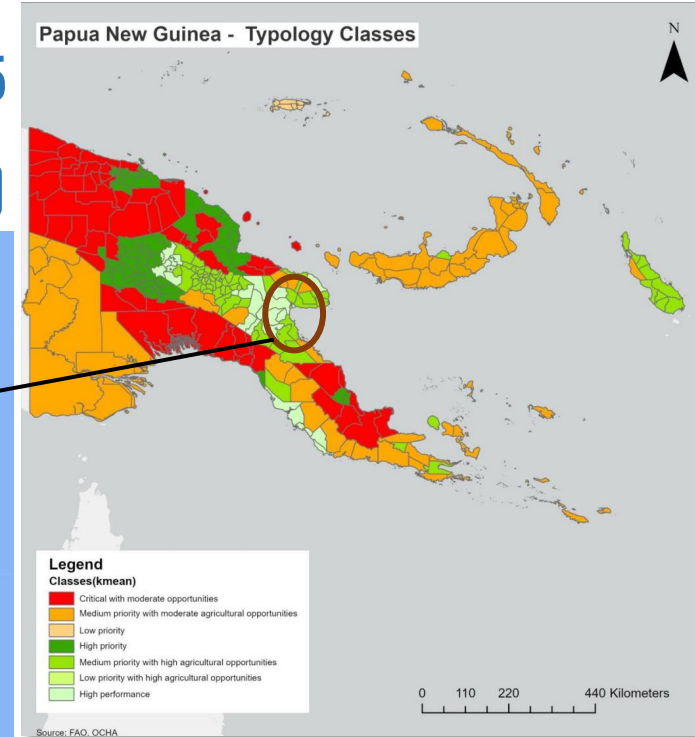 Papua New Guinea - Typology Classes
N
5
Legend
Classes(kmean)
Critical with moderate opportunities
Medium priority with moderate agricultural opportunities
Low priority
High priority
Medium priority with high agricultural opportunities
Low priority with high agricultural opportunities
High performance
0 110 220 440 Kilometers
Source: FAO, OCHA